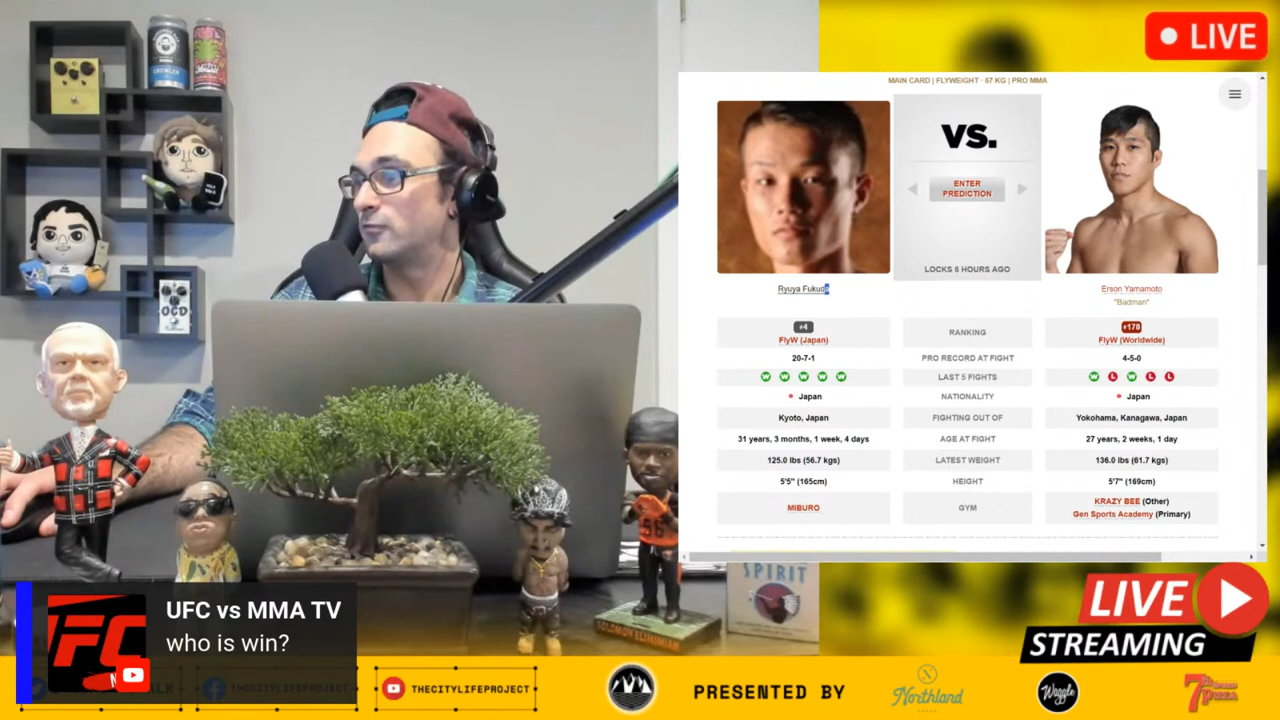 LIVE
MAIN CARD | FLYWEIGHT · 57 KG | PRO MMA
VS.
ENTER
PREDICTION
LOCKS 6 HOURS AGO
Ryuya Fukuda
Erson Yamamoto
"Badman"
#4
FlyW (Japan)
RANKING
#178
FlyW (Worldwide)
20-7-1
PRO RECORD AT FIGHT
4-5-0
W W W W W
LAST 5 FIGHTS
W L W L L
Japan
NATIONALITY
Japan
Kyoto, Japan
FIGHTING OUT OF
Yokohama, Kanagawa, Japan
31 years, 3 months, 1 week, 4 days
AGE AT FIGHT
27 years, 2 weeks, 1 day
125.0 lbs (56.7 kgs)
LATEST WEIGHT
136.0 lbs (61.7 kgs)
5'5" (165cm)
HEIGHT
5'7" (169cm)
MIBURO
GYM
KRAZY BEE (Other)
Gen Sports Academy (Primary)
OCD
SPIRIT
SOLOMON ELIMIMIAN
UFC vs MMA TV
who is win?
LIVE
STREAMING
THECITYLIFEPROJECT
THECITYLIFEPROJECT
PRESENTED BY
Northland
Waggle